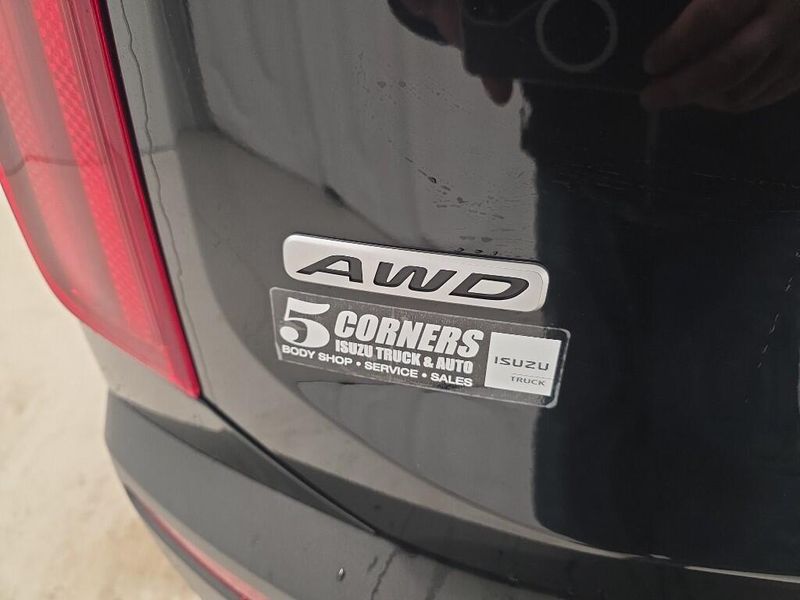 AWD
5 CORNERS
ISUZU TRUCK & AUTO
BODY SHOP • SERVICE • SALES
ISUZU
TRUCK